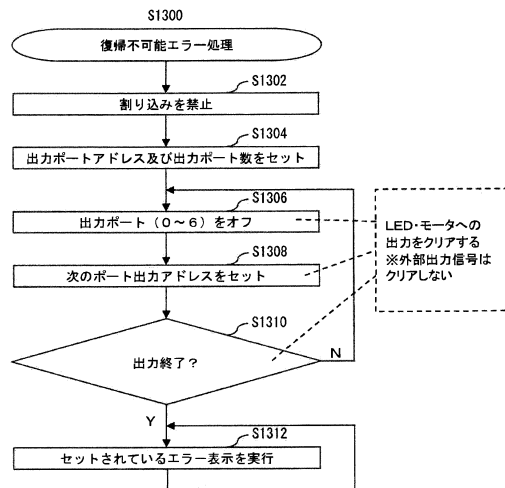 S1300
復帰不可能エラー処理
S1302
割り込みを禁止
S1304
出力ポートアドレス及び出力ポート数をセット
S1306
出力ポート(0~6)をオフ
LED・モータへの
出力をクリアする
※外部出力信号は
クリアしない
S1308
次のポート出力アドレスをセット
S1310
出力終了?
N
Y
S1312
セットされているエラー表示を実行